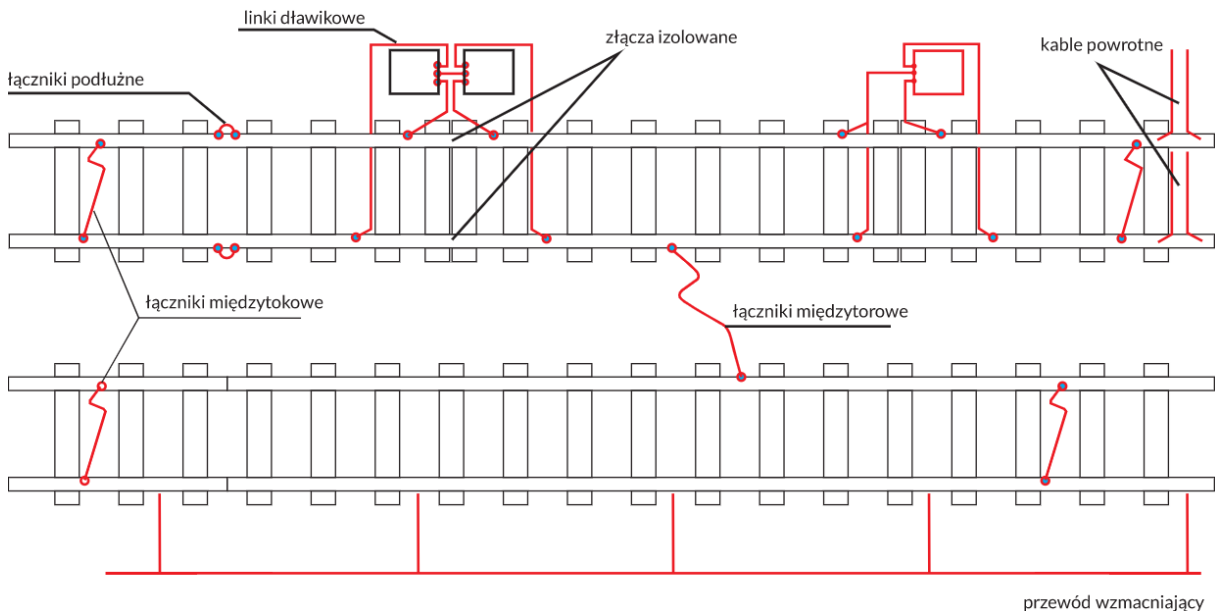 linki dławikowe
złącza izolowane
kable powrotne
łączniki podłużne
łączniki międzytokowe
łączniki międzytorowe
przewód wzmacniający